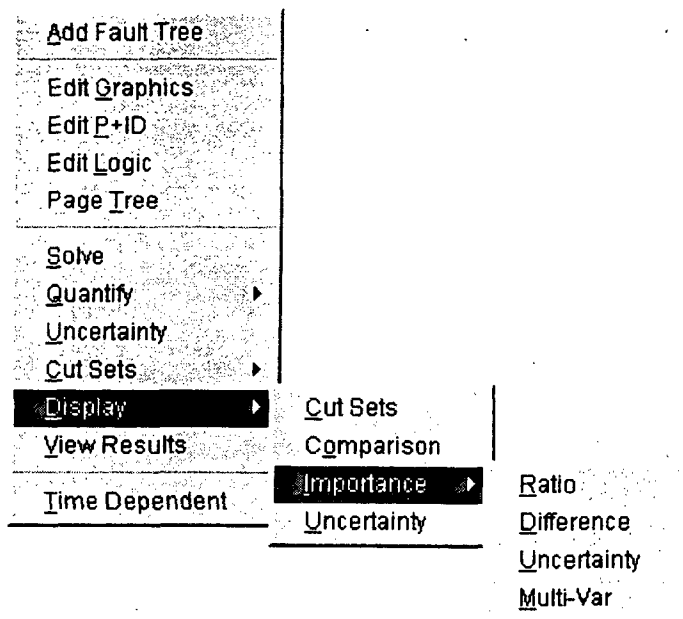 Add Fault Tree
Edit Graphics
Edit P+ID
Edit Logic
Page Tree
Solve
Quantify
Uncertainty
Cut Sets
Display
View Results
Time Dependent
Cut Sets
Comparison
Importance
Uncertainty
Ratio
Difference
Uncertainty
Multi-Var